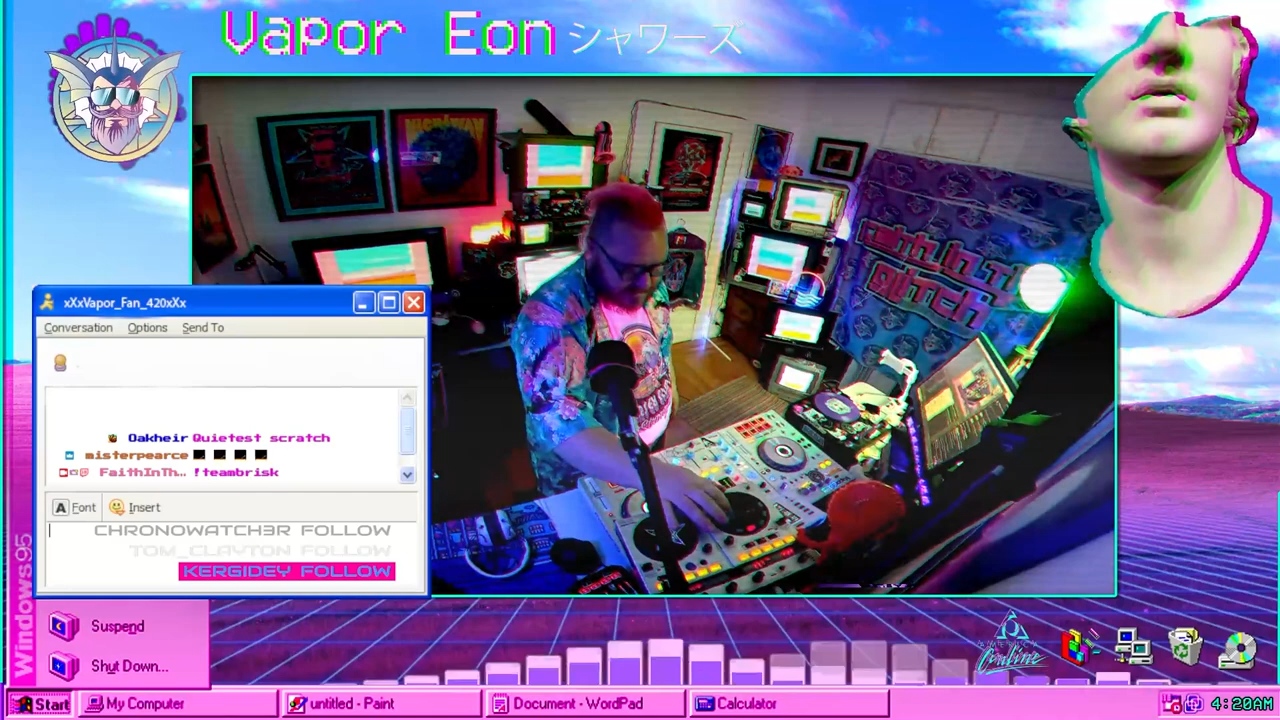 Vapor Eon シャワーズ
xXxVapor_Fan_420xXx
Conversation Options Send To
Oakheir Quietest scratch
misterpearce
FaithInTh... !teambrisk
A Font Insert
CHRONOWATCH3R FOLLOW
TOM_CLAYTON FOLLOW
KERGIDEY FOLLOW
Windows95
Suspend
Shut Down...
Online
Start My Computer untitled - Paint Document - WordPad Calculator 4:20AM